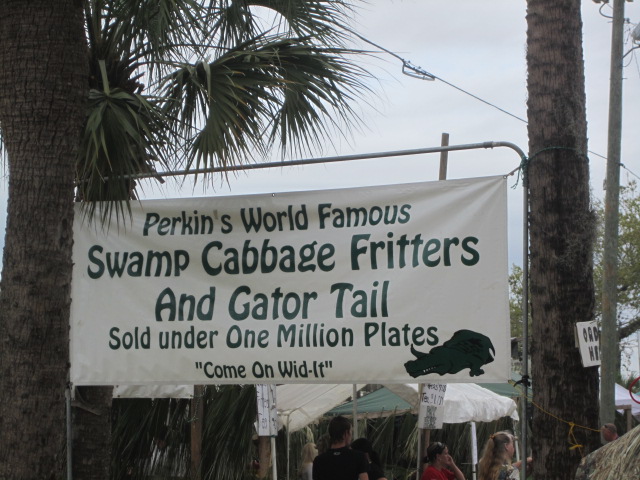 Perkin's World Famous
Swamp Cabbage Fritters
And Gator Tail
Sold under One Million Plates
"Come On Wid-It"